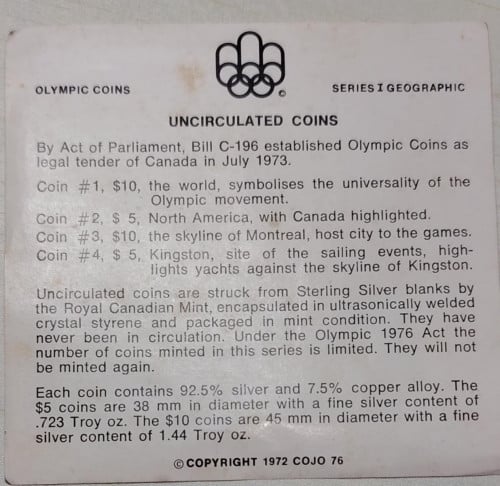 OLYMPIC COINS
SERIES I GEOGRAPHIC
©
UNCIRCULATED COINS
By Act of Parliament, Bill C-196 established Olympic Coins as
legal tender of Canada in July 1973.
Coin #1, $10, the world, symbolises the universality of the
Olympic movement.
Coin #2, $ 5, North America, with Canada highlighted.
Coin #3, $10, the skyline of Montreal, host city to the games.
Coin #4, $ 5, Kingston, site of the sailing events, high-
lights yachts against the skyline of Kingston.
Uncirculated coins are struck from Sterling Silver blanks by
the Royal Canadian Mint, encapsulated in ultrasonically welded
crystal styrene and packaged in mint condition. They have
never been in circulation. Under the Olympic 1976 Act the
number of coins minted in this series is limited. They will not
be minted again.
Each coin contains 92.5% silver and 7.5% copper alloy. The
$5 coins are 38 mm in diameter with a fine silver content of
.723 Troy oz. The $10 coins are 45 mm in diameter with a fine
silver content of 1.44 Troy oz.
© COPYRIGHT 1972 COJO 76